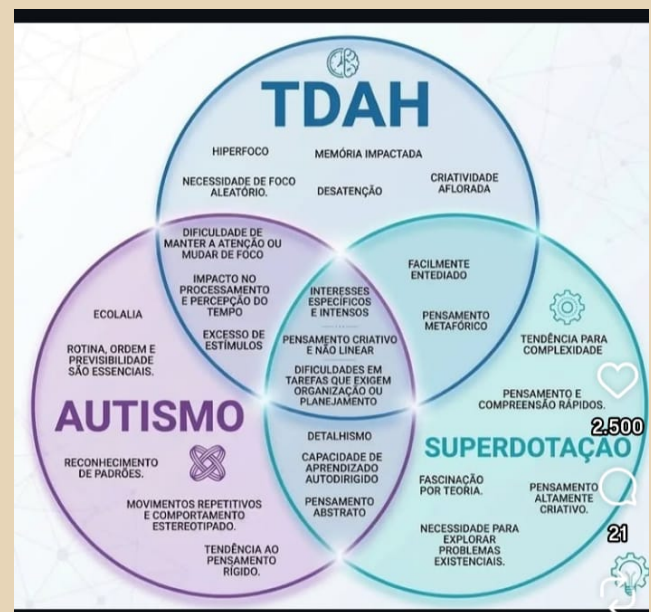 TDAH
HIPERFOCO
MEMÓRIA IMPACTADA
NECESSIDADE DE FOCO
ALEATÓRIO.
DESATENÇÃO
CRIATIVIDADE
AFLORADA
DIFICULDADE DE
MANTER A ATENÇÃO OU
MUDAR DE FOCO
IMPACTO NO
PROCESSAMENTO
E PERCEPÇÃO DO
TEMPO
EXCESSO DE
ESTÍMULOS
INTERESSES
ESPECÍFICOS
E INTENSOS
PENSAMENTO CRIATIVO
E NÃO LINEAR
DIFICULDADES EM
TAREFAS QUE EXIGEM
ORGANIZAÇÃO OU
PLANEJAMENTO
FACILMENTE
ENTEDIADO
PENSAMENTO
METAFÓRICO
ECOLALIA
ROTINA, ORDEM E
PREVISIBILIDADE
SÃO ESSENCIAIS.
AUTISMO
RECONHECIMENTO
DE PADRÕES.
MOVIMENTOS REPETITIVOS
E COMPORTAMENTO
ESTEREOTIPADO.
TENDÊNCIA AO
PENSAMENTO
RÍGIDO.
DETALHISMO
CAPACIDADE DE
APRENDIZADO
AUTODIRIGIDO
PENSAMENTO
ABSTRATO
TENDÊNCIA PARA
COMPLEXIDADE
PENSAMENTO E
COMPREENSÃO RÁPIDOS.
2.500
SUPERDOTAÇÃO
FASCINAÇÃO
POR TEORIA.
PENSAMENTO
ALTAMENTE
CRIATIVO.
21
NECESSIDADE PARA
EXPLORAR
PROBLEMAS
EXISTENCIAIS.